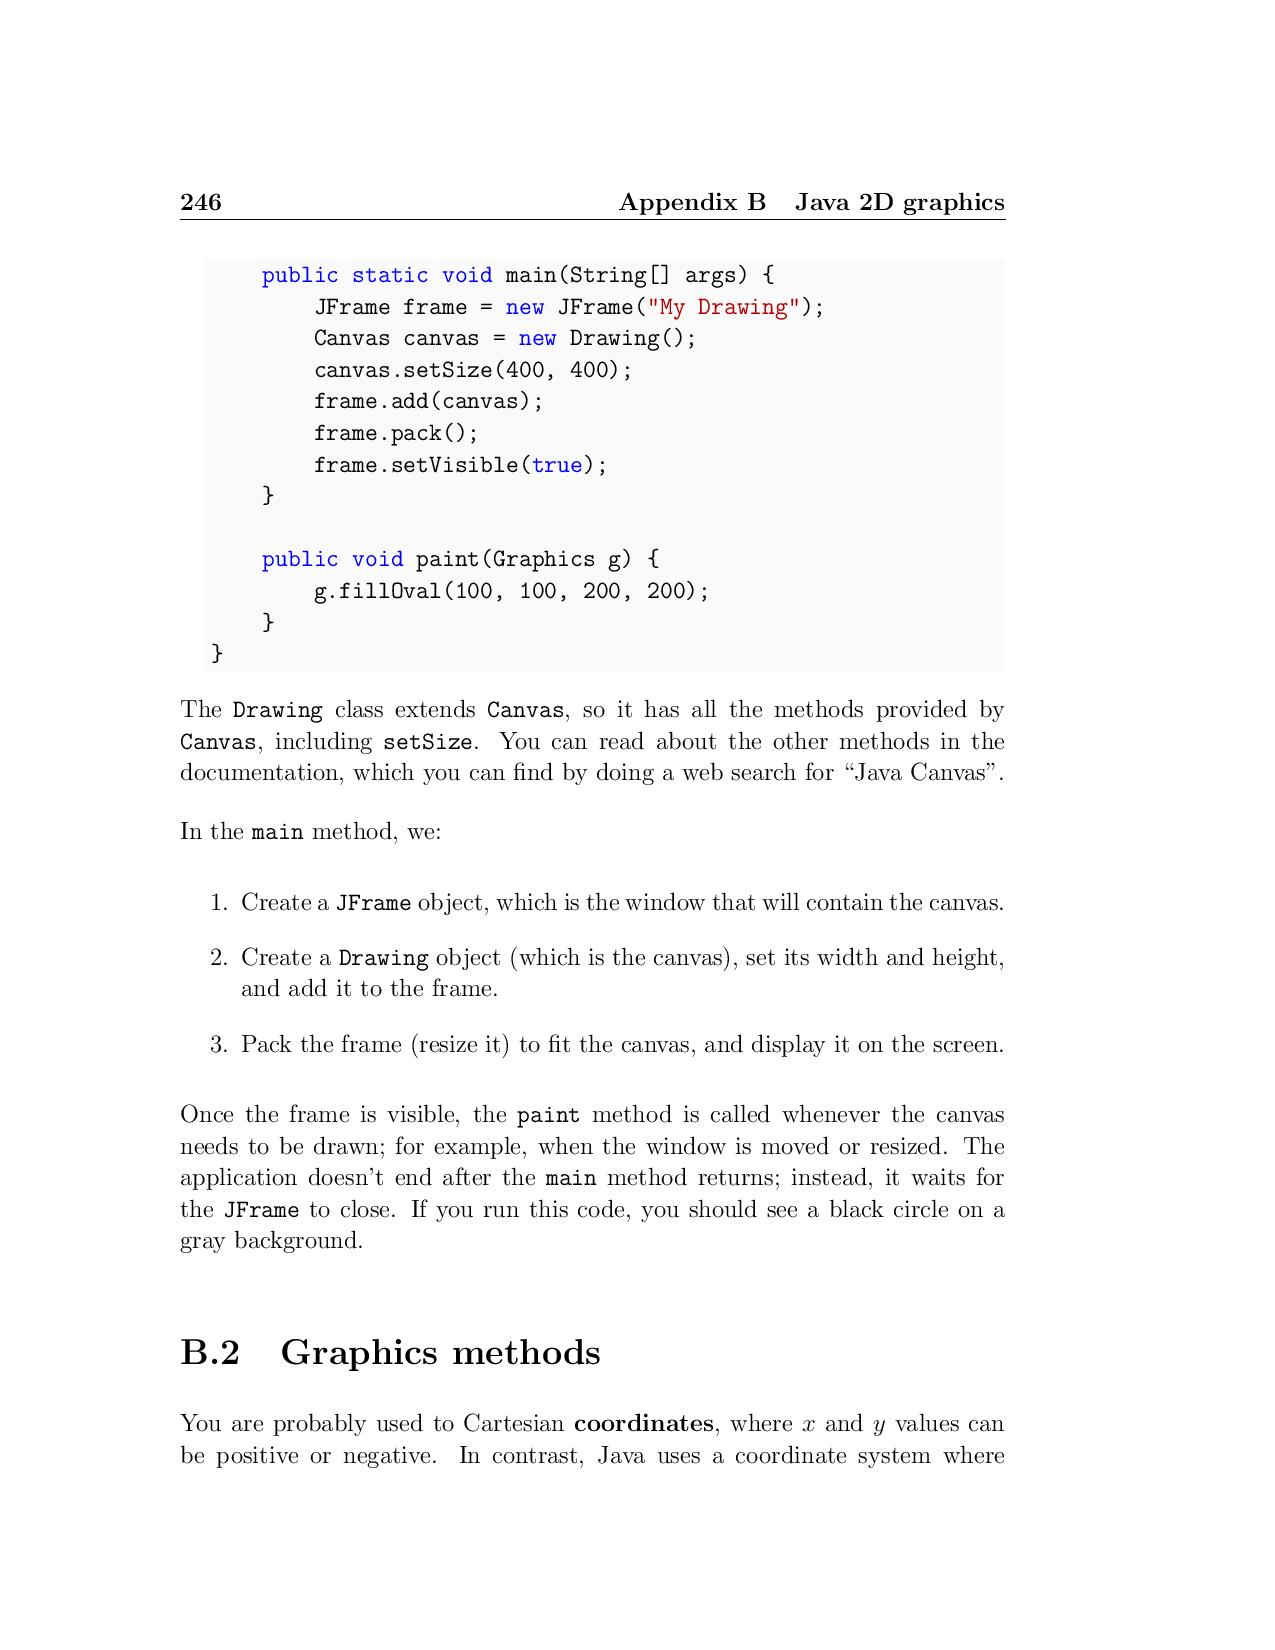 246 Appendix B Java 2D graphics
public static void main(String[] args) {
JFrame frame = new JFrame("My Drawing");
Canvas canvas = new Drawing();
canvas.setSize(400, 400);
frame.add(canvas);
frame.pack();
frame.setVisible(true);
}
public void paint(Graphics g) {
g.fillOval(100, 100, 200, 200);
}
}
The Drawing class extends Canvas, so it has all the methods provided by
Canvas, including setSize. You can read about the other methods in the
documentation, which you can find by doing a web search for “Java Canvas”.
In the main method, we:
1. Create a JFrame object, which is the window that will contain the canvas.
2. Create a Drawing object (which is the canvas), set its width and height,
and add it to the frame.
3. Pack the frame (resize it) to fit the canvas, and display it on the screen.
Once the frame is visible, the paint method is called whenever the canvas
needs to be drawn; for example, when the window is moved or resized. The
application doesn’t end after the main method returns; instead, it waits for
the JFrame to close. If you run this code, you should see a black circle on a
gray background.
B.2 Graphics methods
You are probably used to Cartesian coordinates, where x and y values can
be positive or negative. In contrast, Java uses a coordinate system where